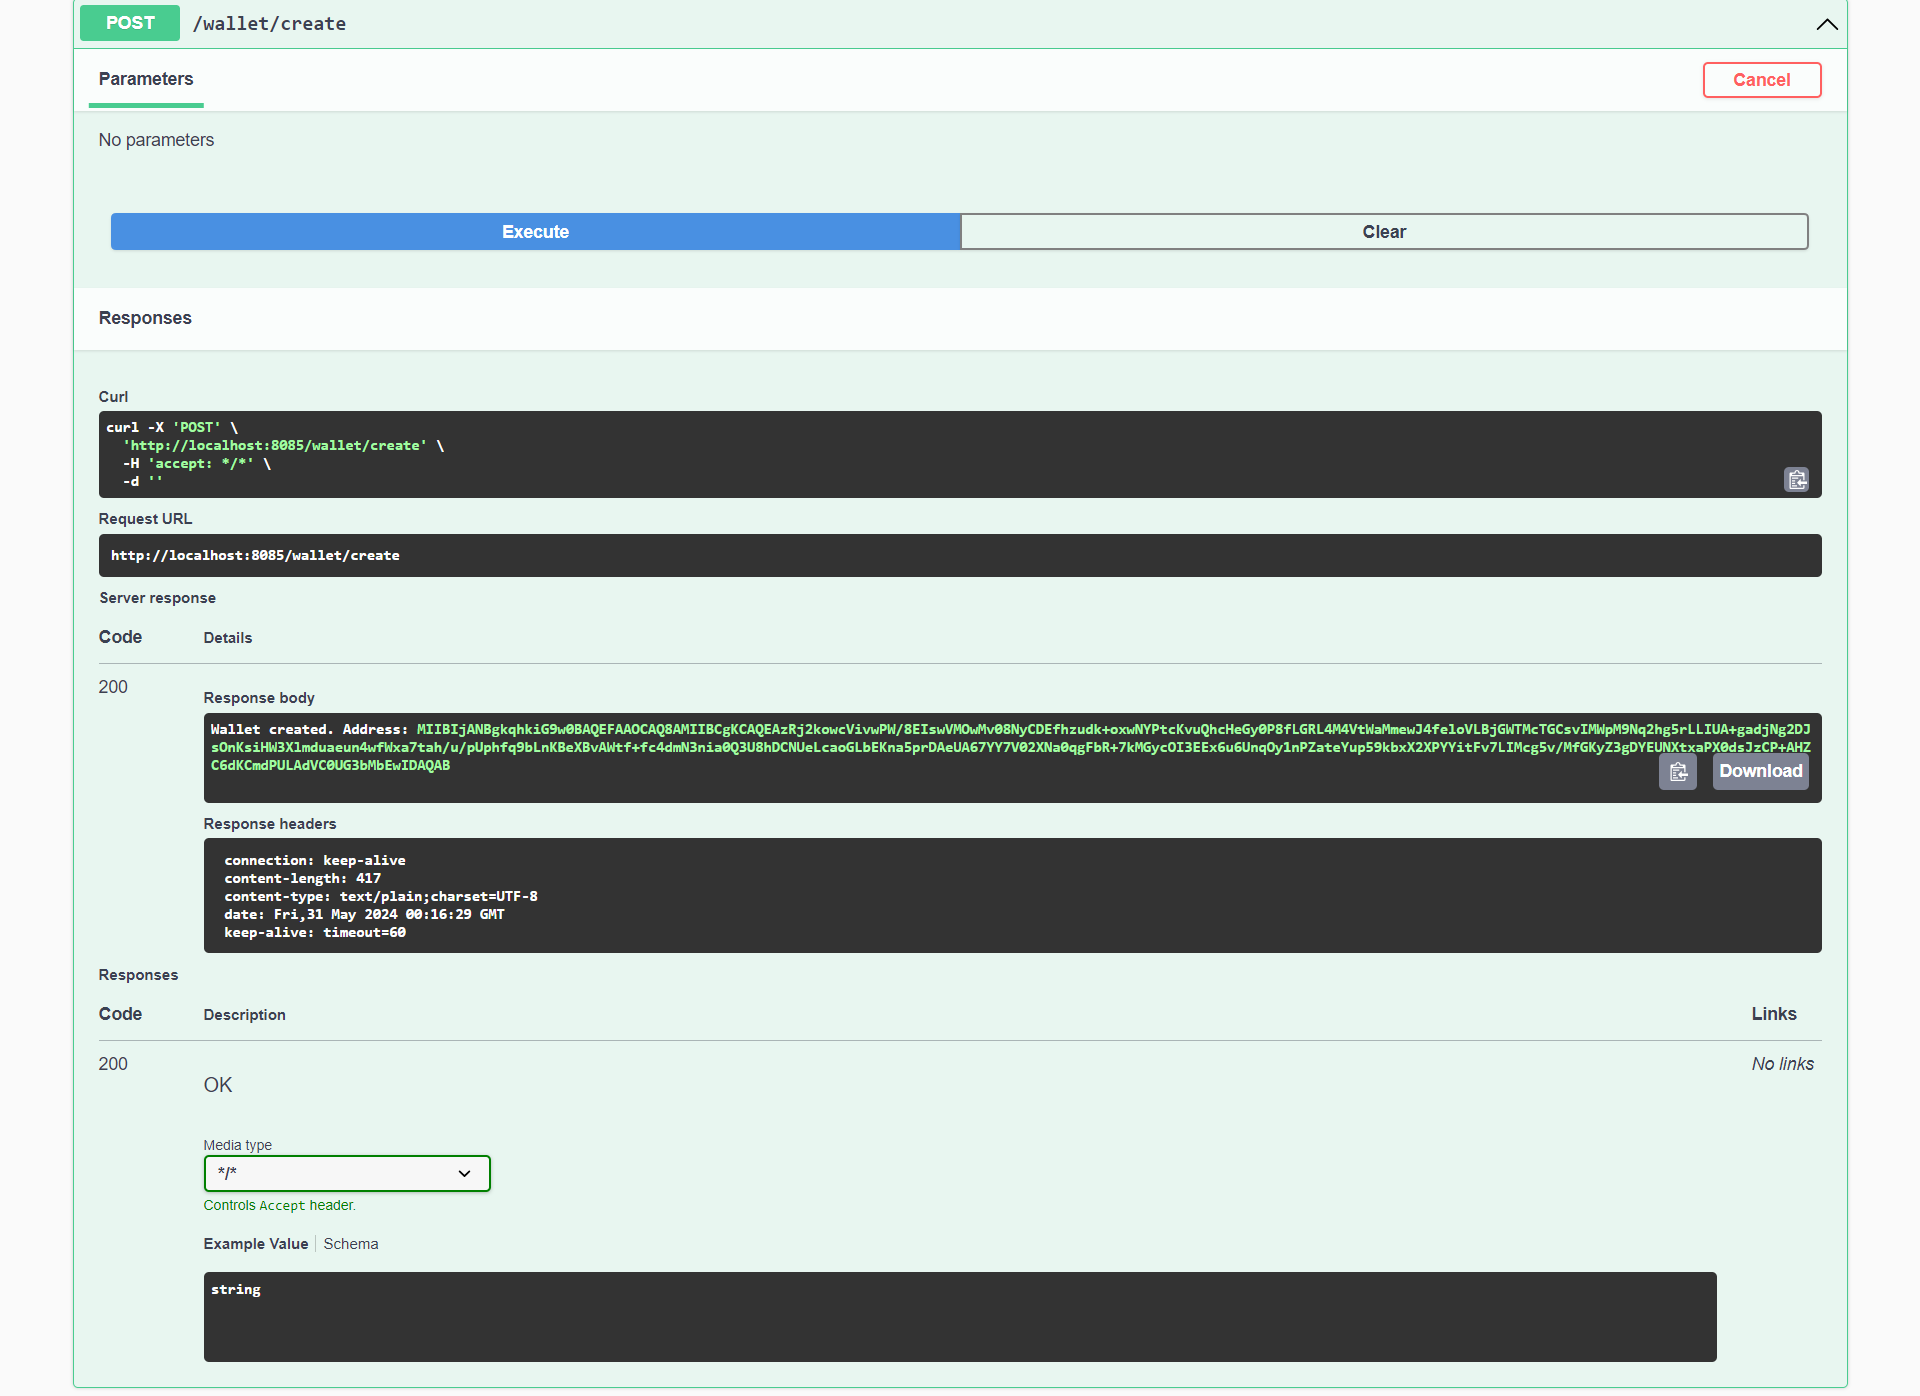 POST /wallet/create
Parameters
Cancel
No parameters
Execute
Clear
Responses
Curl
curl -X 'POST' \
'http://localhost:8085/wallet/create' \
-H 'accept: */*' \
-d ''
Request URL
http://localhost:8085/wallet/create
Server response
Code Details
200
Response body
Wallet created. Address: MIIBIjANBgkqhkiG9w0BAQEFAAOCAQ8AMIIBCgKCAQEAzRj2kowcVivwPW/8EIswVMOwMv08NyCDEfhzudk+oxwNYPtcKvuQhcHeGy0P8fLGRL4M4VtWaMmewJ4feloVLBjGWTMcTGCsvIMWpM9Nq2hg5rLLIUA+gadjNg2DJ
sOnKsiHW3X1mduaeun4wfWxa7tah/u/pUphfq9bLnKBeXBvAWtf+fc4dmN3nia0Q3U8hDCNUeLcaoGLbEKna5prDAeUA67YY7V02XNa0qgFbR+7kMGycOI3EEx6u6UnqOy1nPZateYup59kbxX2XPYYitFv7LIMcg5v/MfGKyZ3gDYEUNXtxaPX0dsJzCP+AHZ
C6dKCmdPULAdVC0UG3bMbEwIDAQAB
Download
Response headers
connection: keep-alive
content-length: 417
content-type: text/plain;charset=UTF-8
date: Fri,31 May 2024 00:16:29 GMT
keep-alive: timeout=60
Responses
Code Description Links
200
OK
No links
Media type
*/*
Controls Accept header.
Example Value Schema
string